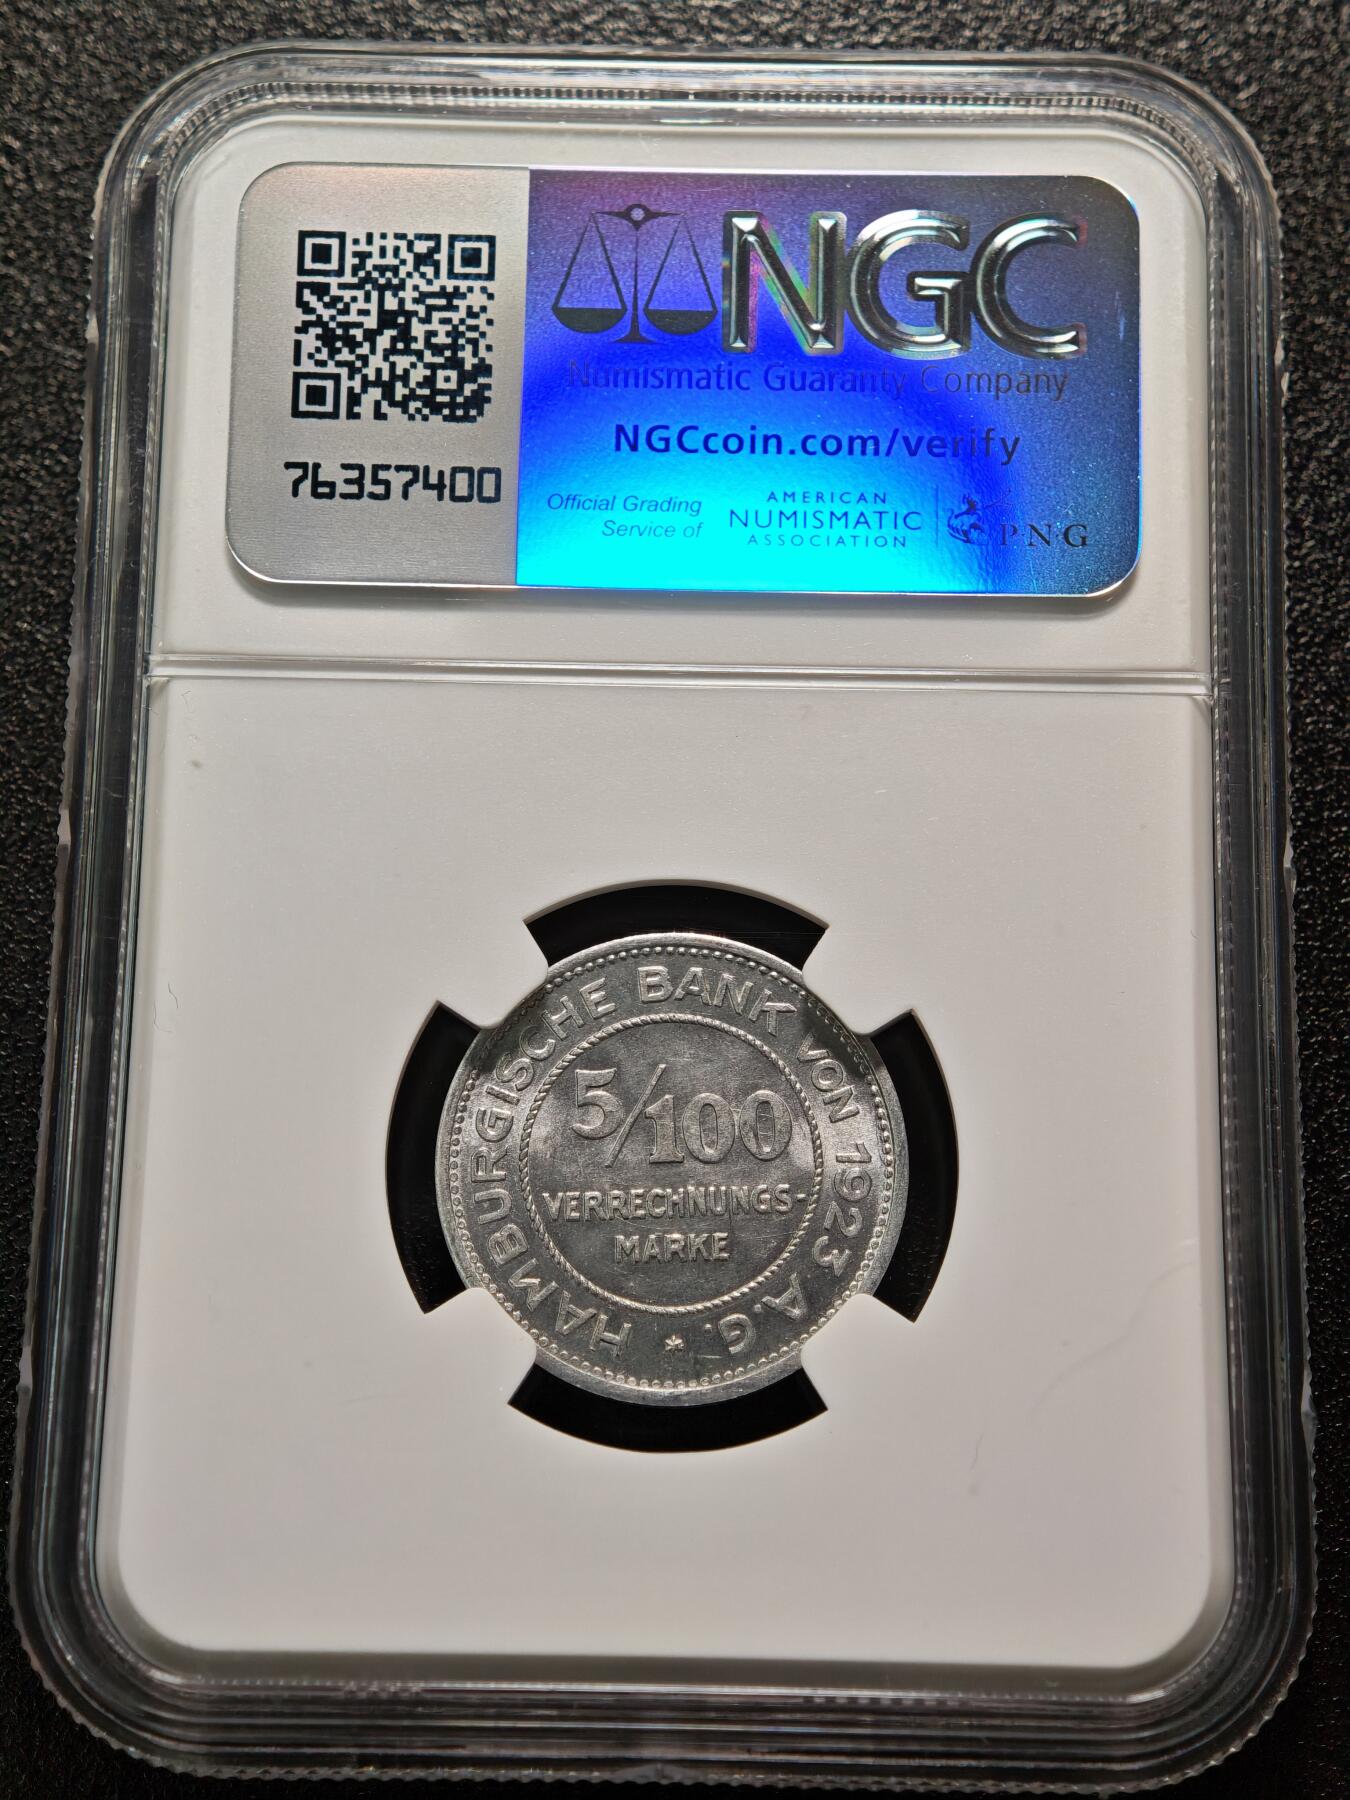 NGC
Numismatic Guaranty Company
NGCcoin.com/verify
76357400
Official Grading
Service of
AMERICAN
NUMISMATIC
ASSOCIATION
PNG
HAMBURGISCHE BANK VON 1923 A.G. *
5/100
VERRECHNUNGS-
MARKE